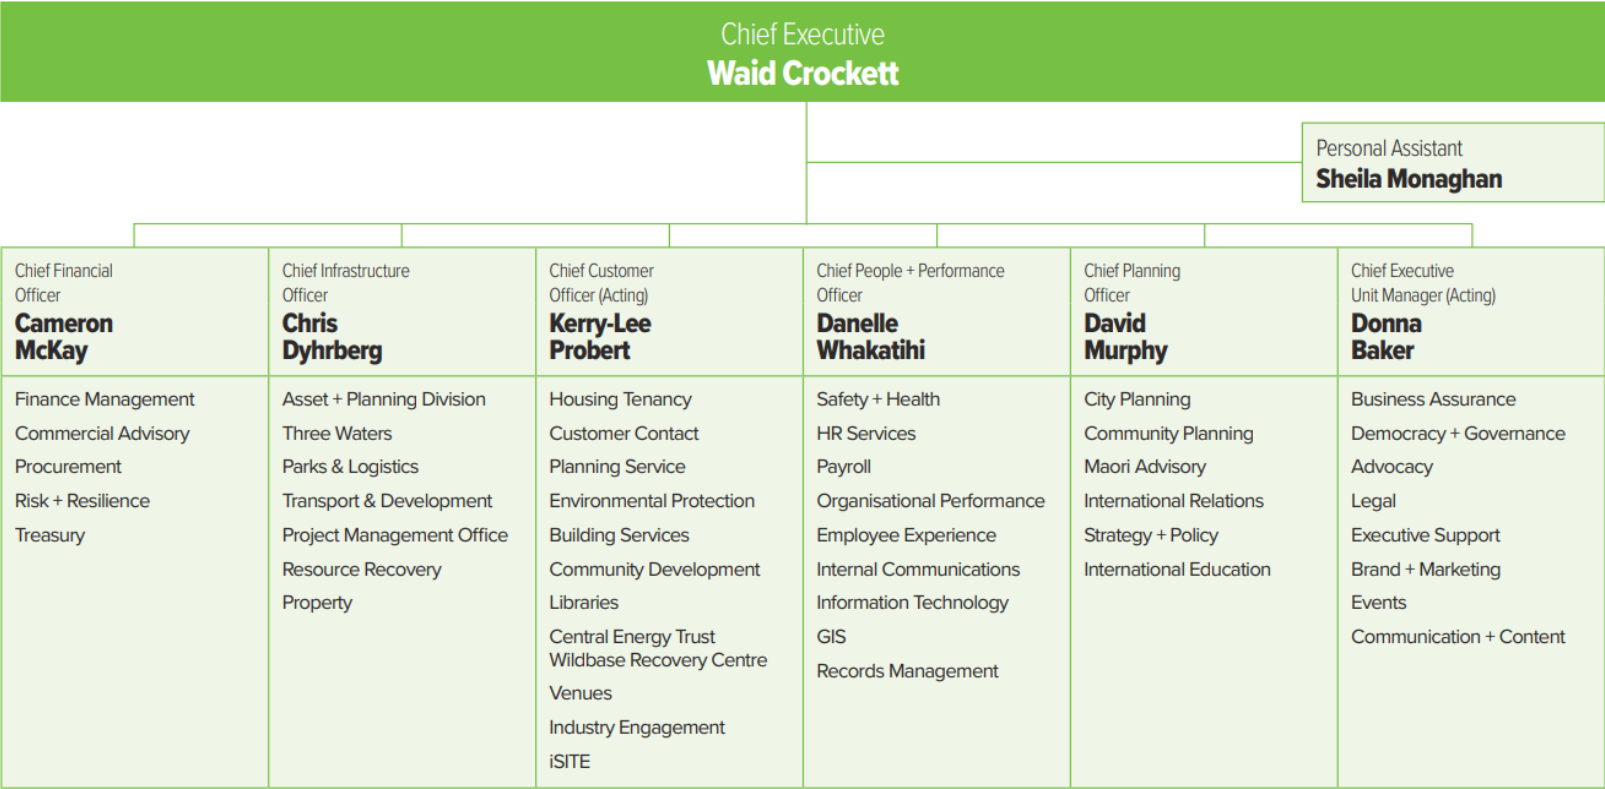 Chief Executive
Waid Crockett
Personal Assistant
Sheila Monaghan
Chief Financial
Officer
Cameron
McKay
Finance Management
Commercial Advisory
Procurement
Risk + Resilience
Treasury
Chief Infrastructure
Officer
Chris
Dyhrberg
Asset + Planning Division
Three Waters
Parks & Logistics
Transport & Development
Project Management Office
Resource Recovery
Property
Chief Customer
Officer (Acting)
Kerry-Lee
Probert
Housing Tenancy
Customer Contact
Planning Service
Environmental Protection
Building Services
Community Development
Libraries
Central Energy Trust
Wildbase Recovery Centre
Venues
Industry Engagement
iSITE
Chief People + Performance
Officer
Danelle
Whakatihi
Safety + Health
HR Services
Payroll
Organisational Performance
Employee Experience
Internal Communications
Information Technology
GIS
Records Management
Chief Planning
Officer
David
Murphy
City Planning
Community Planning
Maori Advisory
International Relations
Strategy + Policy
International Education
Chief Executive
Unit Manager (Acting)
Donna
Baker
Business Assurance
Democracy + Governance
Advocacy
Legal
Executive Support
Brand + Marketing
Events
Communication + Content